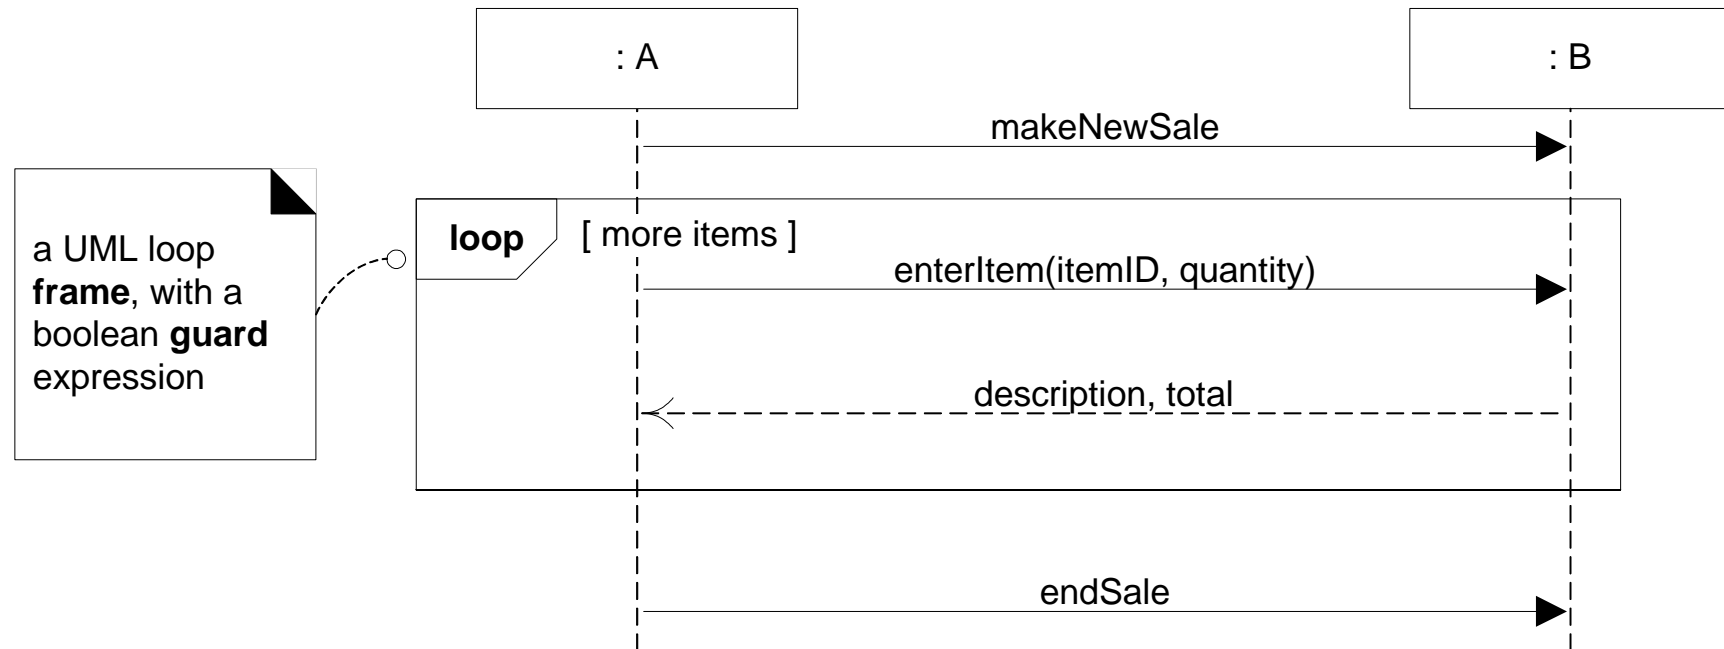 : A
: B
makeNewSale
a UML loop
frame, with a
boolean guard
expression
loop
[ more items ]
enterItem(itemID, quantity)
description, total
endSale